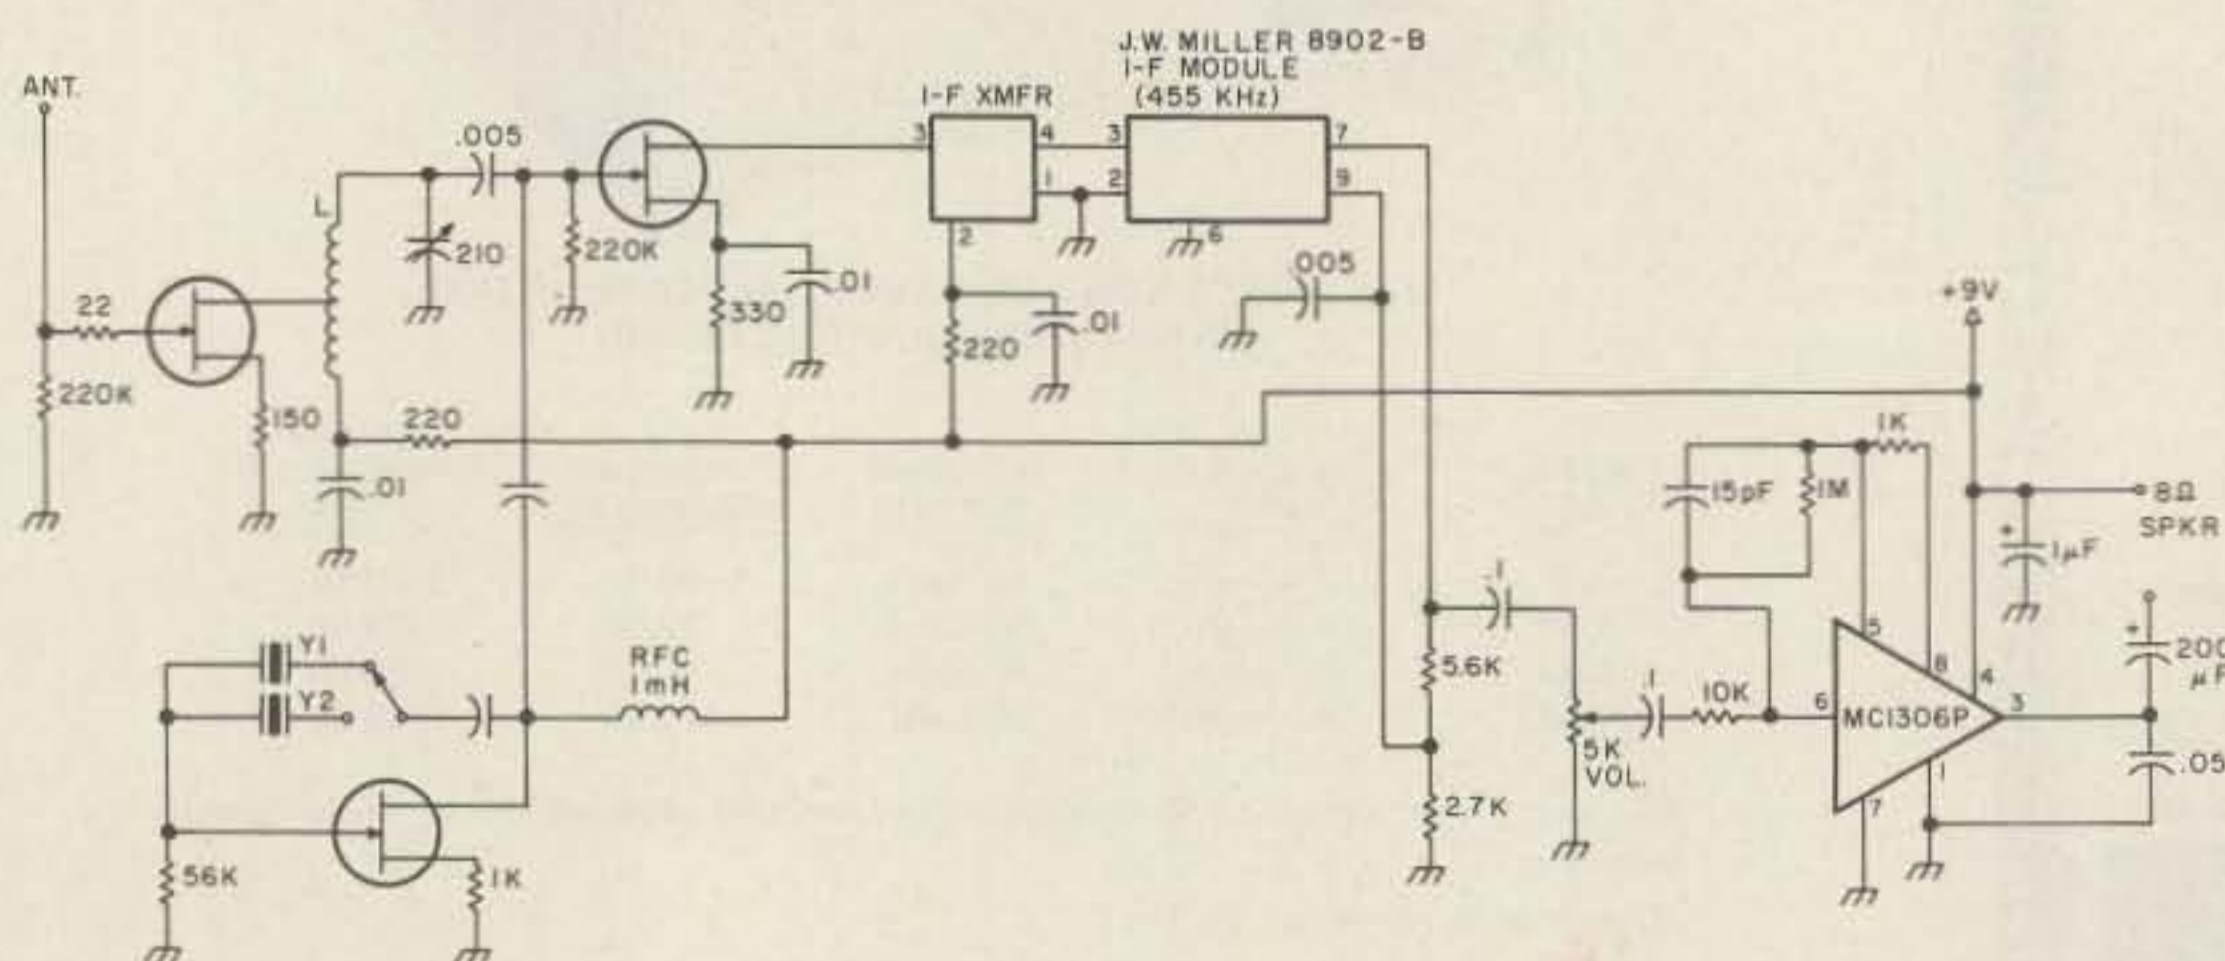 J.W. MILLER 8902-B
I-F MODULE
(455 KHz)
I-F XMFR
ANT.
.005
3
4
3
7
1
2
9
L
210
220K
2
6
22
330
.01
.005
+9V
220
.01
220K
150
220
1K
.01
15pF
1M
8Ω
SPKR
+
1µF
Y1
Y2
RFC
1mH
.1
5.6K
5
8
4
+
200
µF
.1
10K
6
MC1306P
3
5K
VOL.
1
.05
2.7K
7
56K
1K